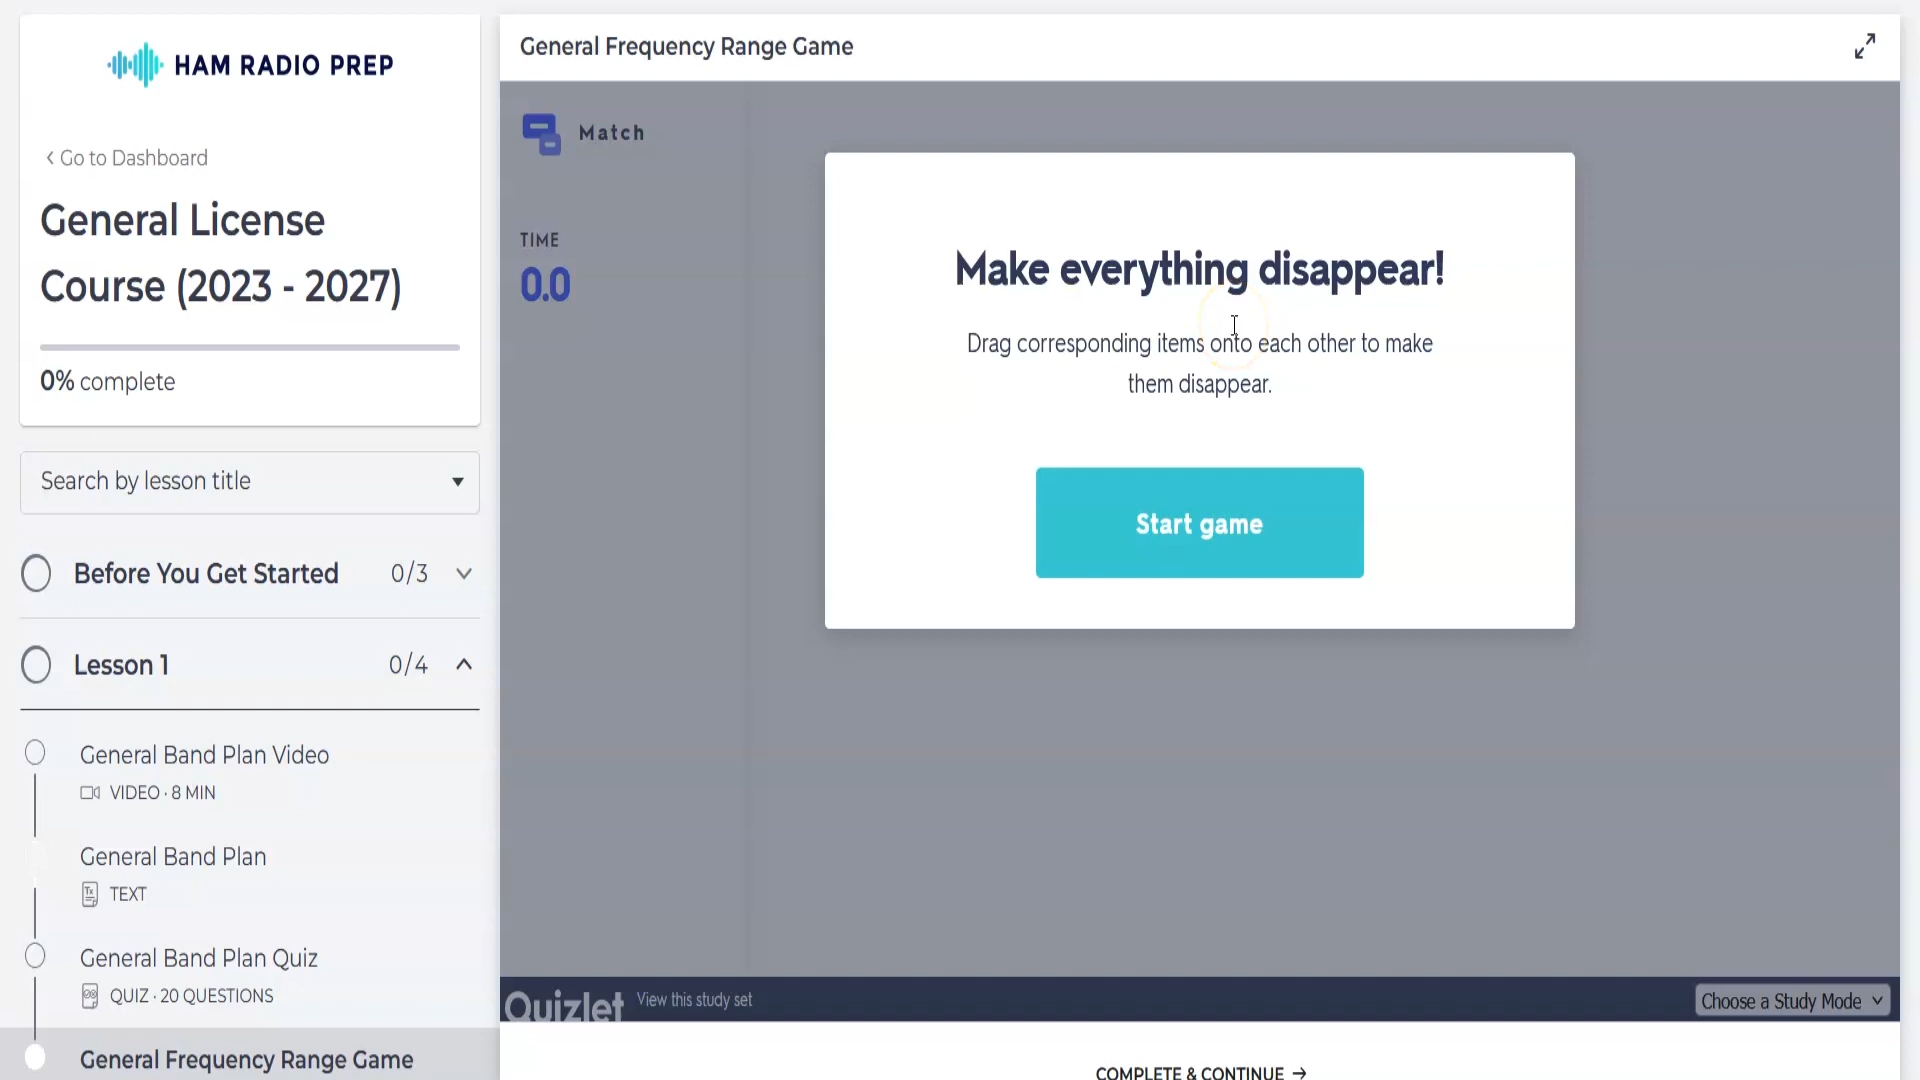 HAM RADIO PREP
Go to Dashboard
General License
Course (2023 - 2027)
0% complete
Search by lesson title
Before You Get Started 0/3
Lesson 1 0/4
General Band Plan Video
VIDEO · 8 MIN
General Band Plan
TEXT
General Band Plan Quiz
QUIZ · 20 QUESTIONS
General Frequency Range Game
General Frequency Range Game
Match
TIME
0.0
Make everything disappear!
Drag corresponding items onto each other to make
them disappear.
Start game
Quizlet View this study set
Choose a Study Mode
COMPLETE & CONTINUE →